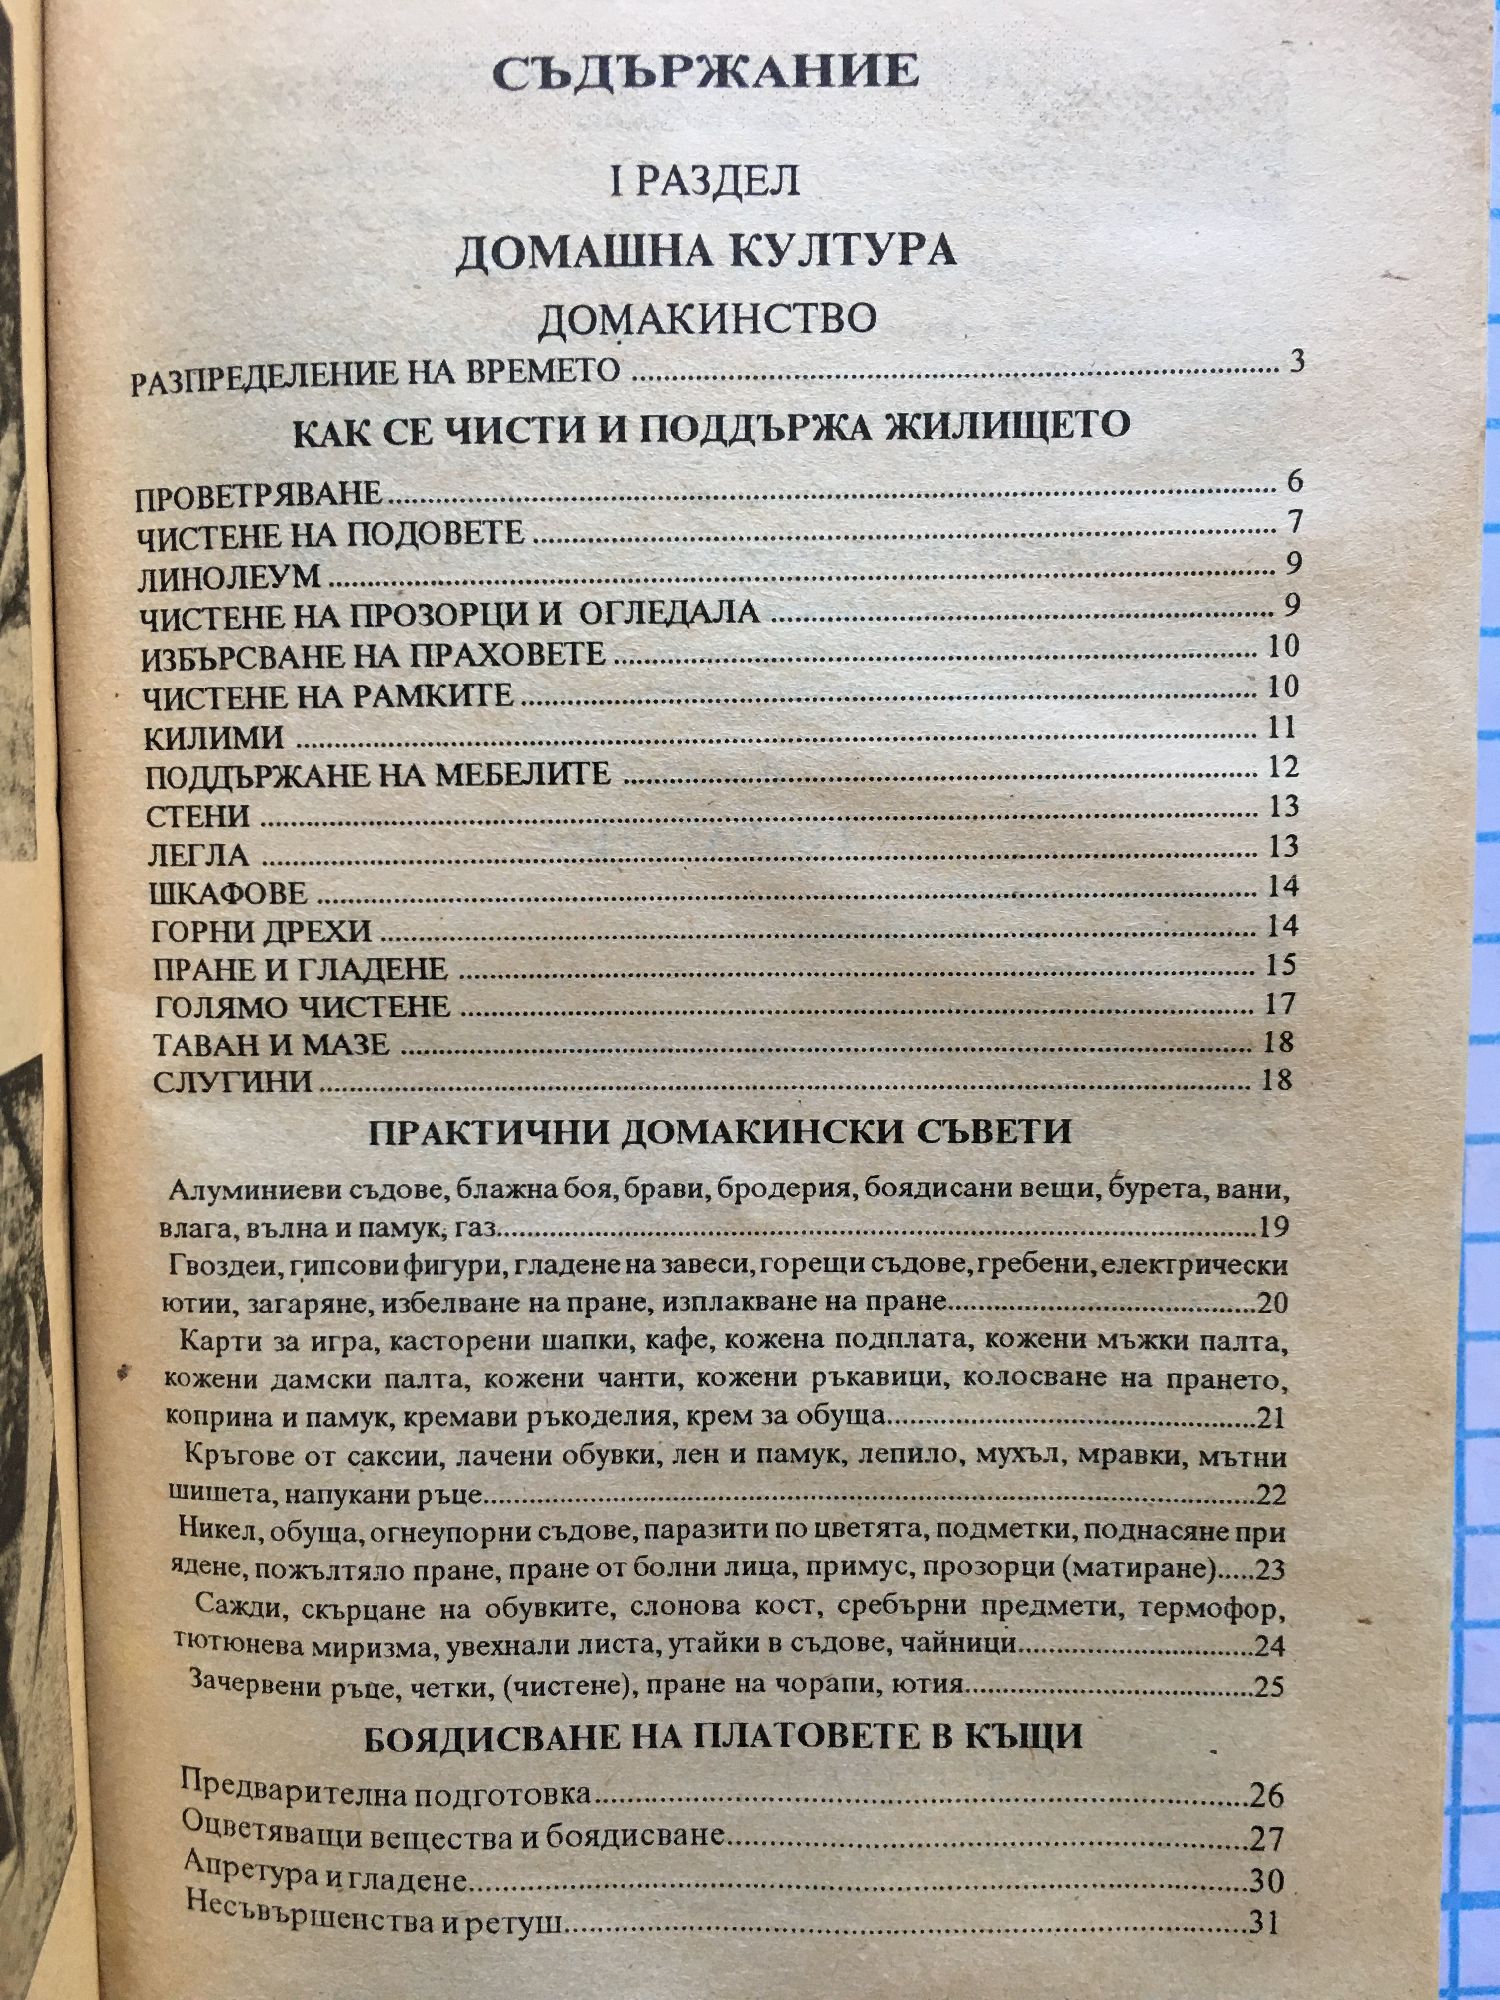 СЪДЪРЖАНИЕ
I РАЗДЕЛ
ДОМАШНА КУЛТУРА
ДОМАКИНСТВО
РАЗПРЕДЕЛЕНИЕ НА ВРЕМЕТО ........ 3
КАК СЕ ЧИСТИ И ПОДДЪРЖА ЖИЛИЩЕТО
ПРОВЕТРЯВАНЕ........ 6
ЧИСТЕНЕ НА ПОДОВЕТЕ ........ 7
ЛИНОЛЕУМ ........ 9
ЧИСТЕНЕ НА ПРОЗОРЦИ И ОГЛЕДАЛА ........ 9
ИЗБЪРСВАНЕ НА ПРАХОВЕТЕ ........ 10
ЧИСТЕНЕ НА РАМКИТЕ ........ 10
КИЛИМИ ........ 11
ПОДДЪРЖАНЕ НА МЕБЕЛИТЕ ........ 12
СТЕНИ ........ 13
ЛЕГЛА ........ 13
ШКАФОВЕ ........ 14
ГОРНИ ДРЕХИ ........ 14
ПРАНЕ И ГЛАДЕНЕ ........ 15
ГОЛЯМО ЧИСТЕНЕ ........ 17
ТАВАН И МАЗЕ ........ 18
СЛУГИНИ ........ 18
ПРАКТИЧНИ ДОМАКИНСКИ СЪВЕТИ
Алуминиеви съдове, блажна боя, брави, бродерия, боядисани вещи, бурета, вани,
влага, вълна и памук, газ........19
Гвоздеи, гипсови фигури, гладене на завеси, горещи съдове, гребени, електрически
ютии, загаряне, избелване на пране, изплакване на пране........20
Карти за игра, касторени шапки, кафе, кожена подплата, кожени мъжки палта,
кожени дамски палта, кожени чанти, кожени ръкавици, колосване на прането,
коприна и памук, кремави ръкоделия, крем за обуща........21
Кръгове от саксии, лачени обувки, лен и памук, лепило, мухъл, мравки, мътни
шишета, напукани ръце........22
Никел, обуща, огнеупорни съдове, паразити по цветята, подметки, поднасяне при
ядене, пожълтяло пране, пране от болни лица, примус, прозорци (матиране).....23
Сажди, скърцане на обувките, слонова кост, сребърни предмети, термофор,
тютюнева миризма, увехнали листа, утайки в съдове, чайници........24
Зачервени ръце, четки, (чистене), пране на чорапи, ютия........25
БОЯДИСВАНЕ НА ПЛАТОВЕТЕ В КЪЩИ
Предварителна подготовка........26
Оцветяващи вещества и боядисване........27
Апретура и гладене........30
Несъвършенства и ретуш........31